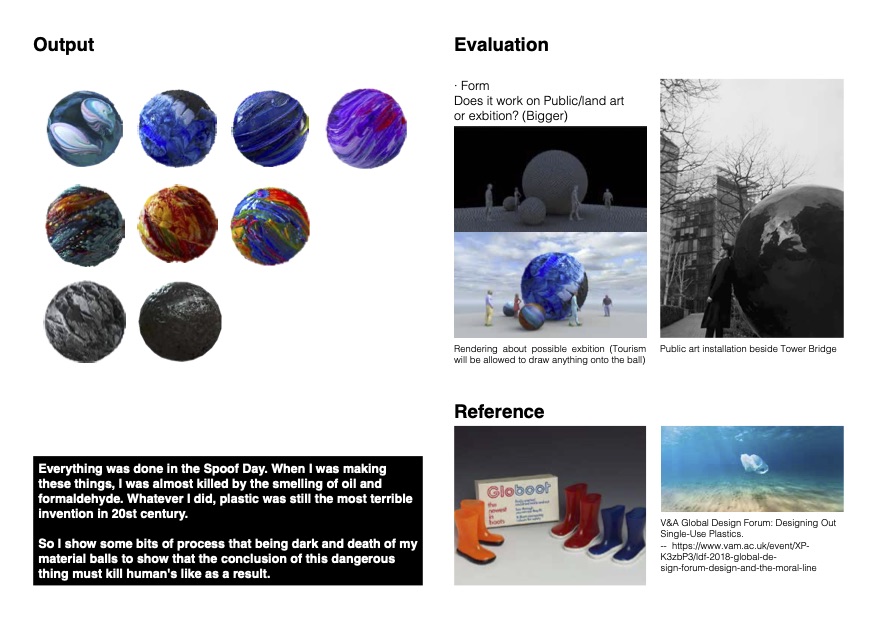 Output
Everything was done in the Spoof Day. When I was making
these things, I was almost killed by the smelling of oil and
formaldehyde. Whatever I did, plastic was still the most terrible
invention in 20st century.
So I show some bits of process that being dark and death of my
material balls to show that the conclusion of this dangerous
thing must kill human's like as a result.
Evaluation
· Form
Does it work on Public/land art
or exbition? (Bigger)
Rendering about possible exbition (Tourism
will be allowed to draw anything onto the ball)
Public art installation beside Tower Bridge
Reference
Globoot
the
newest
in
boots
V&A Global Design Forum: Designing Out
Single-Use Plastics.
-- https://www.vam.ac.uk/event/XP-
K3zbP3/ldf-2018-global-de-
sign-forum-design-and-the-moral-line